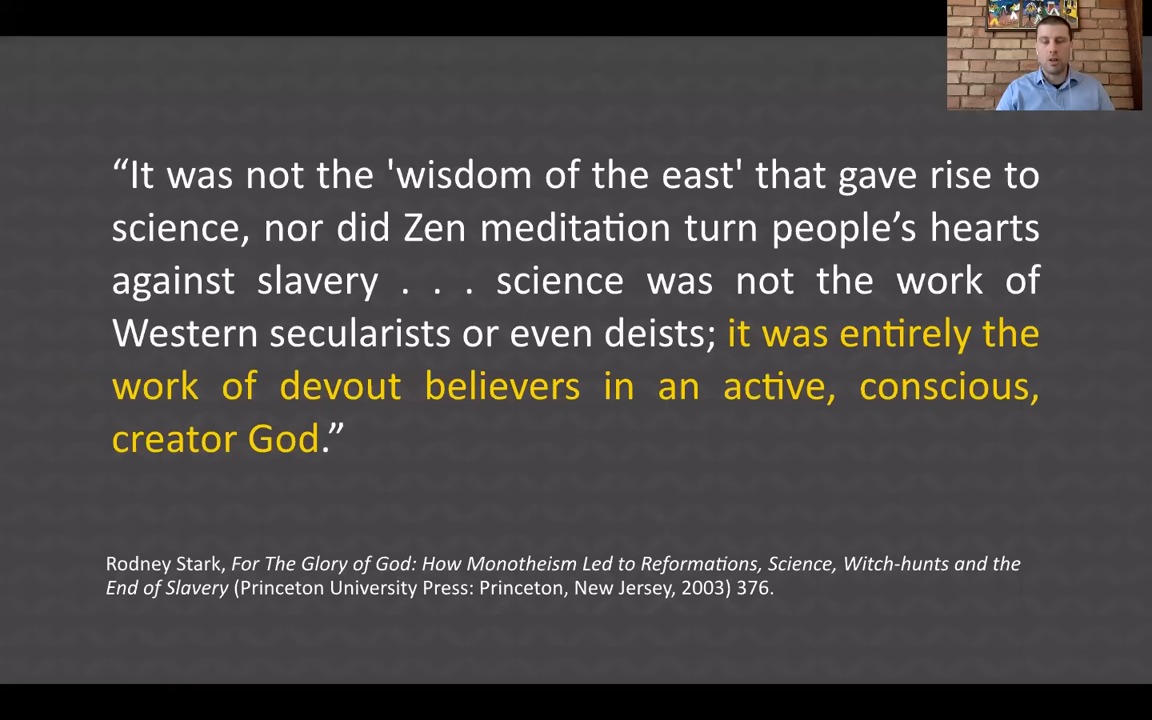 “It was not the 'wisdom of the east' that gave rise to
science, nor did Zen meditation turn people’s hearts
against slavery . . . science was not the work of
Western secularists or even deists; it was entirely the
work of devout believers in an active, conscious,
creator God.”
Rodney Stark, For The Glory of God: How Monotheism Led to Reformations, Science, Witch-hunts and the
End of Slavery (Princeton University Press: Princeton, New Jersey, 2003) 376.